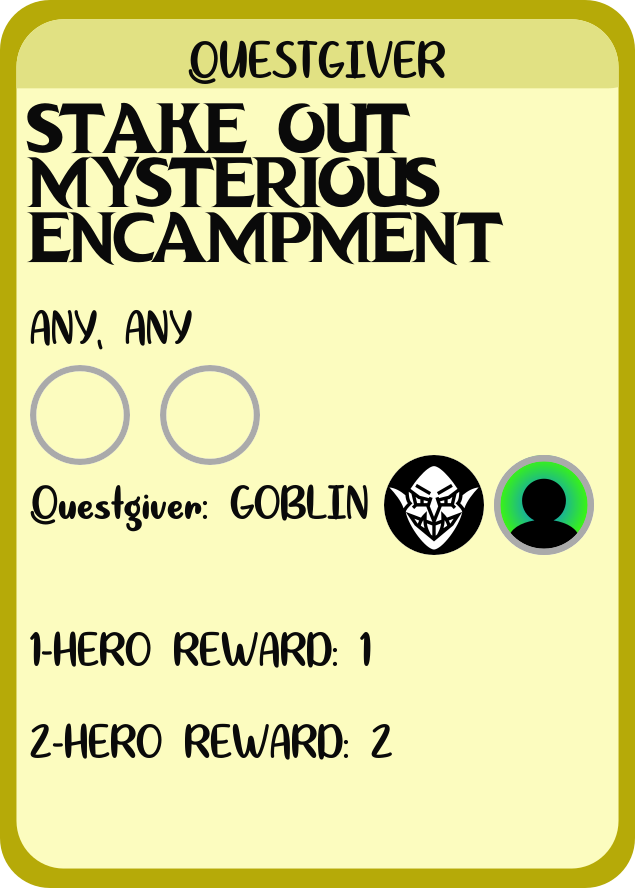 QUESTGIVER
STAKE OUT
MYSTERIOUS
ENCAMPMENT
ANY, ANY
Questgiver: GOBLIN
1-HERO REWARD: 1
2-HERO REWARD: 2